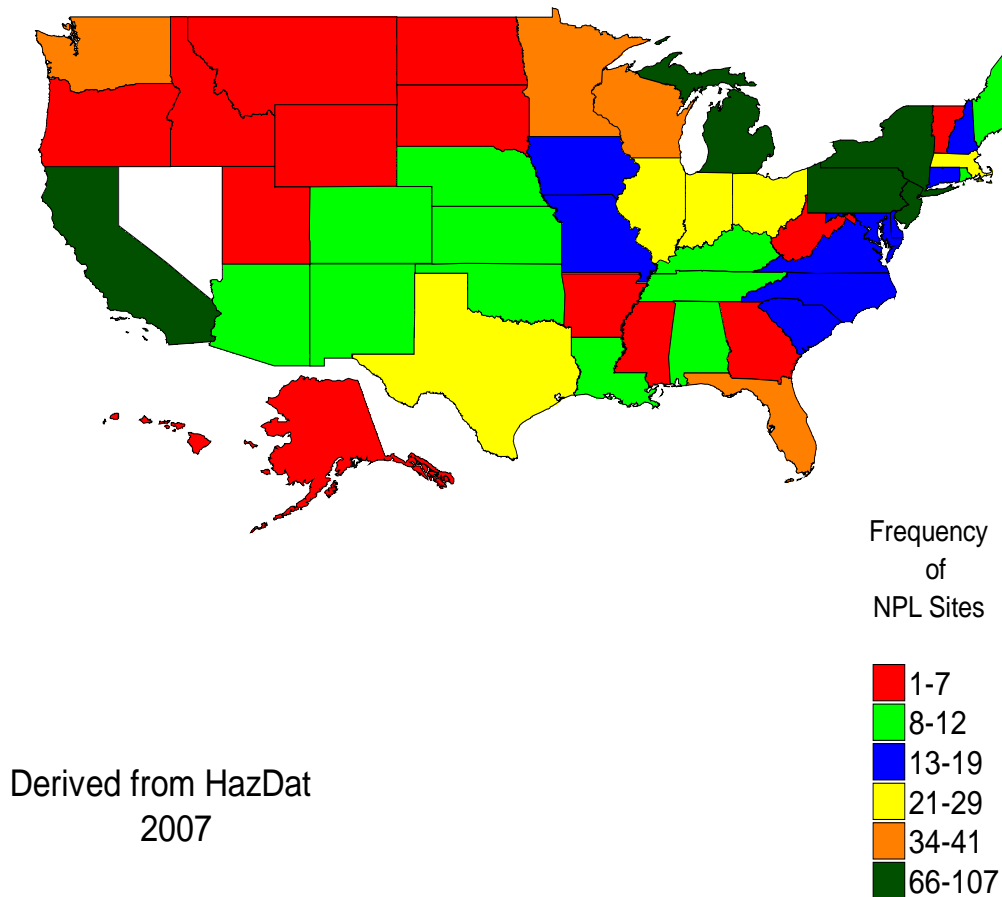 Frequency
of
NPL Sites
1-7
8-12
13-19
21-29
34-41
66-107
Derived from HazDat
2007